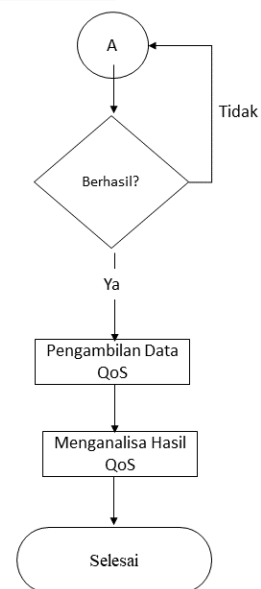 A
Tidak
Berhasil?
Ya
Pengambilan Data
QoS
Menganalisa Hasil
QoS
Selesai